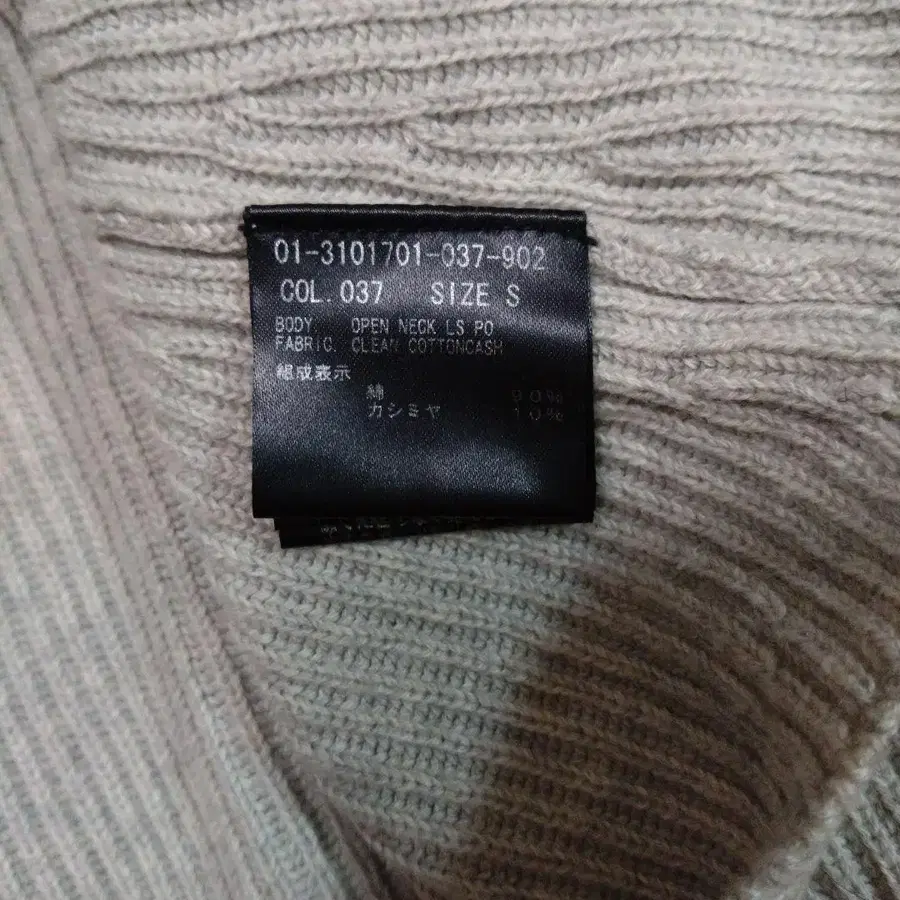 01-3101701-037-902
COL. 037 SIZE S
BODY. OPEN NECK LS PO
FABRIC. CLEAN COTTONCASH
組成表示
綿 90%
カシミヤ 10%